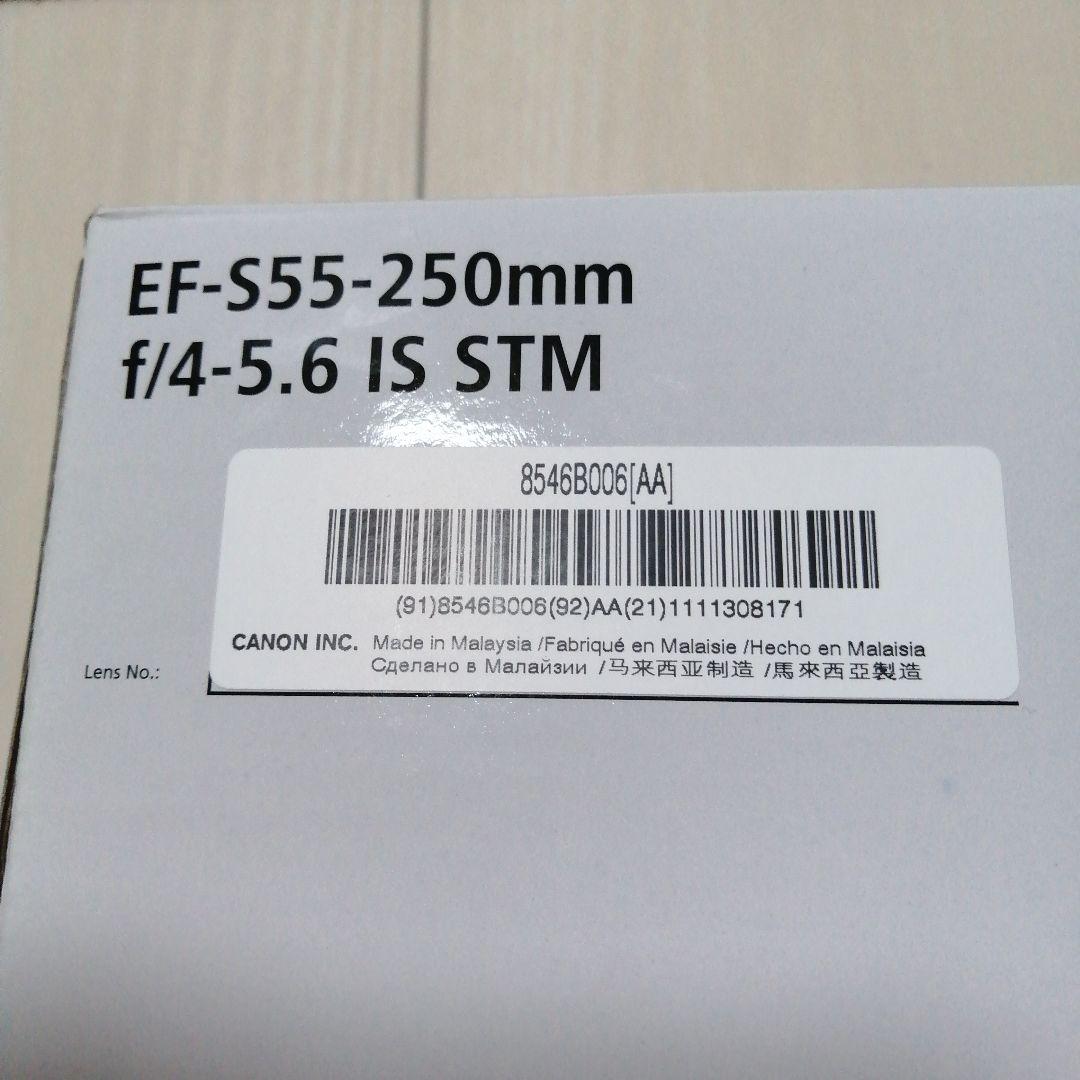 EF-S55-250mm
f/4-5.6 IS STM
8546B006[AA]
(91)8546B006(92)AA(21)1111308171
CANON INC. Made in Malaysia /Fabriqué en Malaisie /Hecho en Malaisia
Сделано в Малайзии /马来西亚制造 /馬來西亞製造
Lens No.: